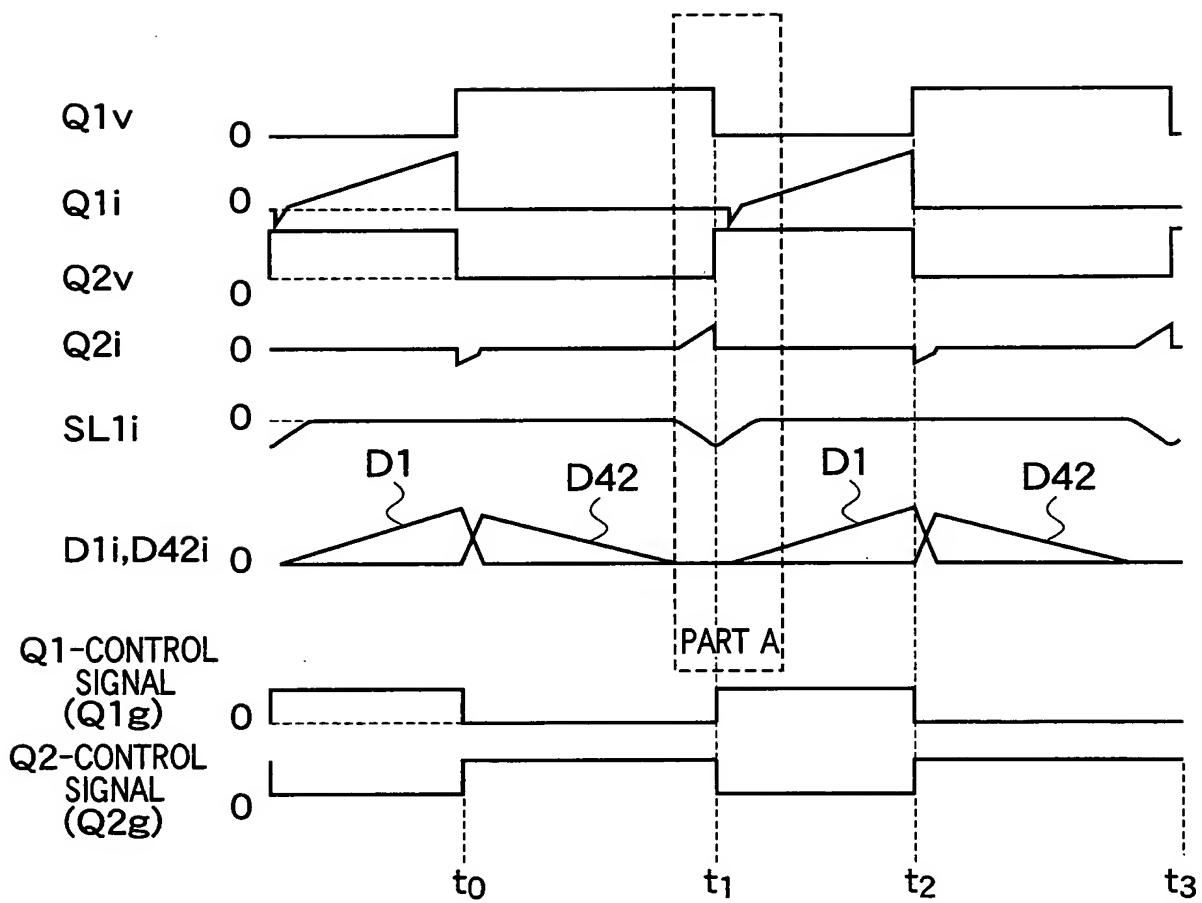 Q1v 0
Q1i 0
Q2v 0
Q2i 0
SL1i 0
D1 D42 D1 D42
D1i,D42i 0
PART A
Q1-CONTROL
SIGNAL
(Q1g) 0
Q2-CONTROL
SIGNAL
(Q2g) 0
t0 t1 t2 t3